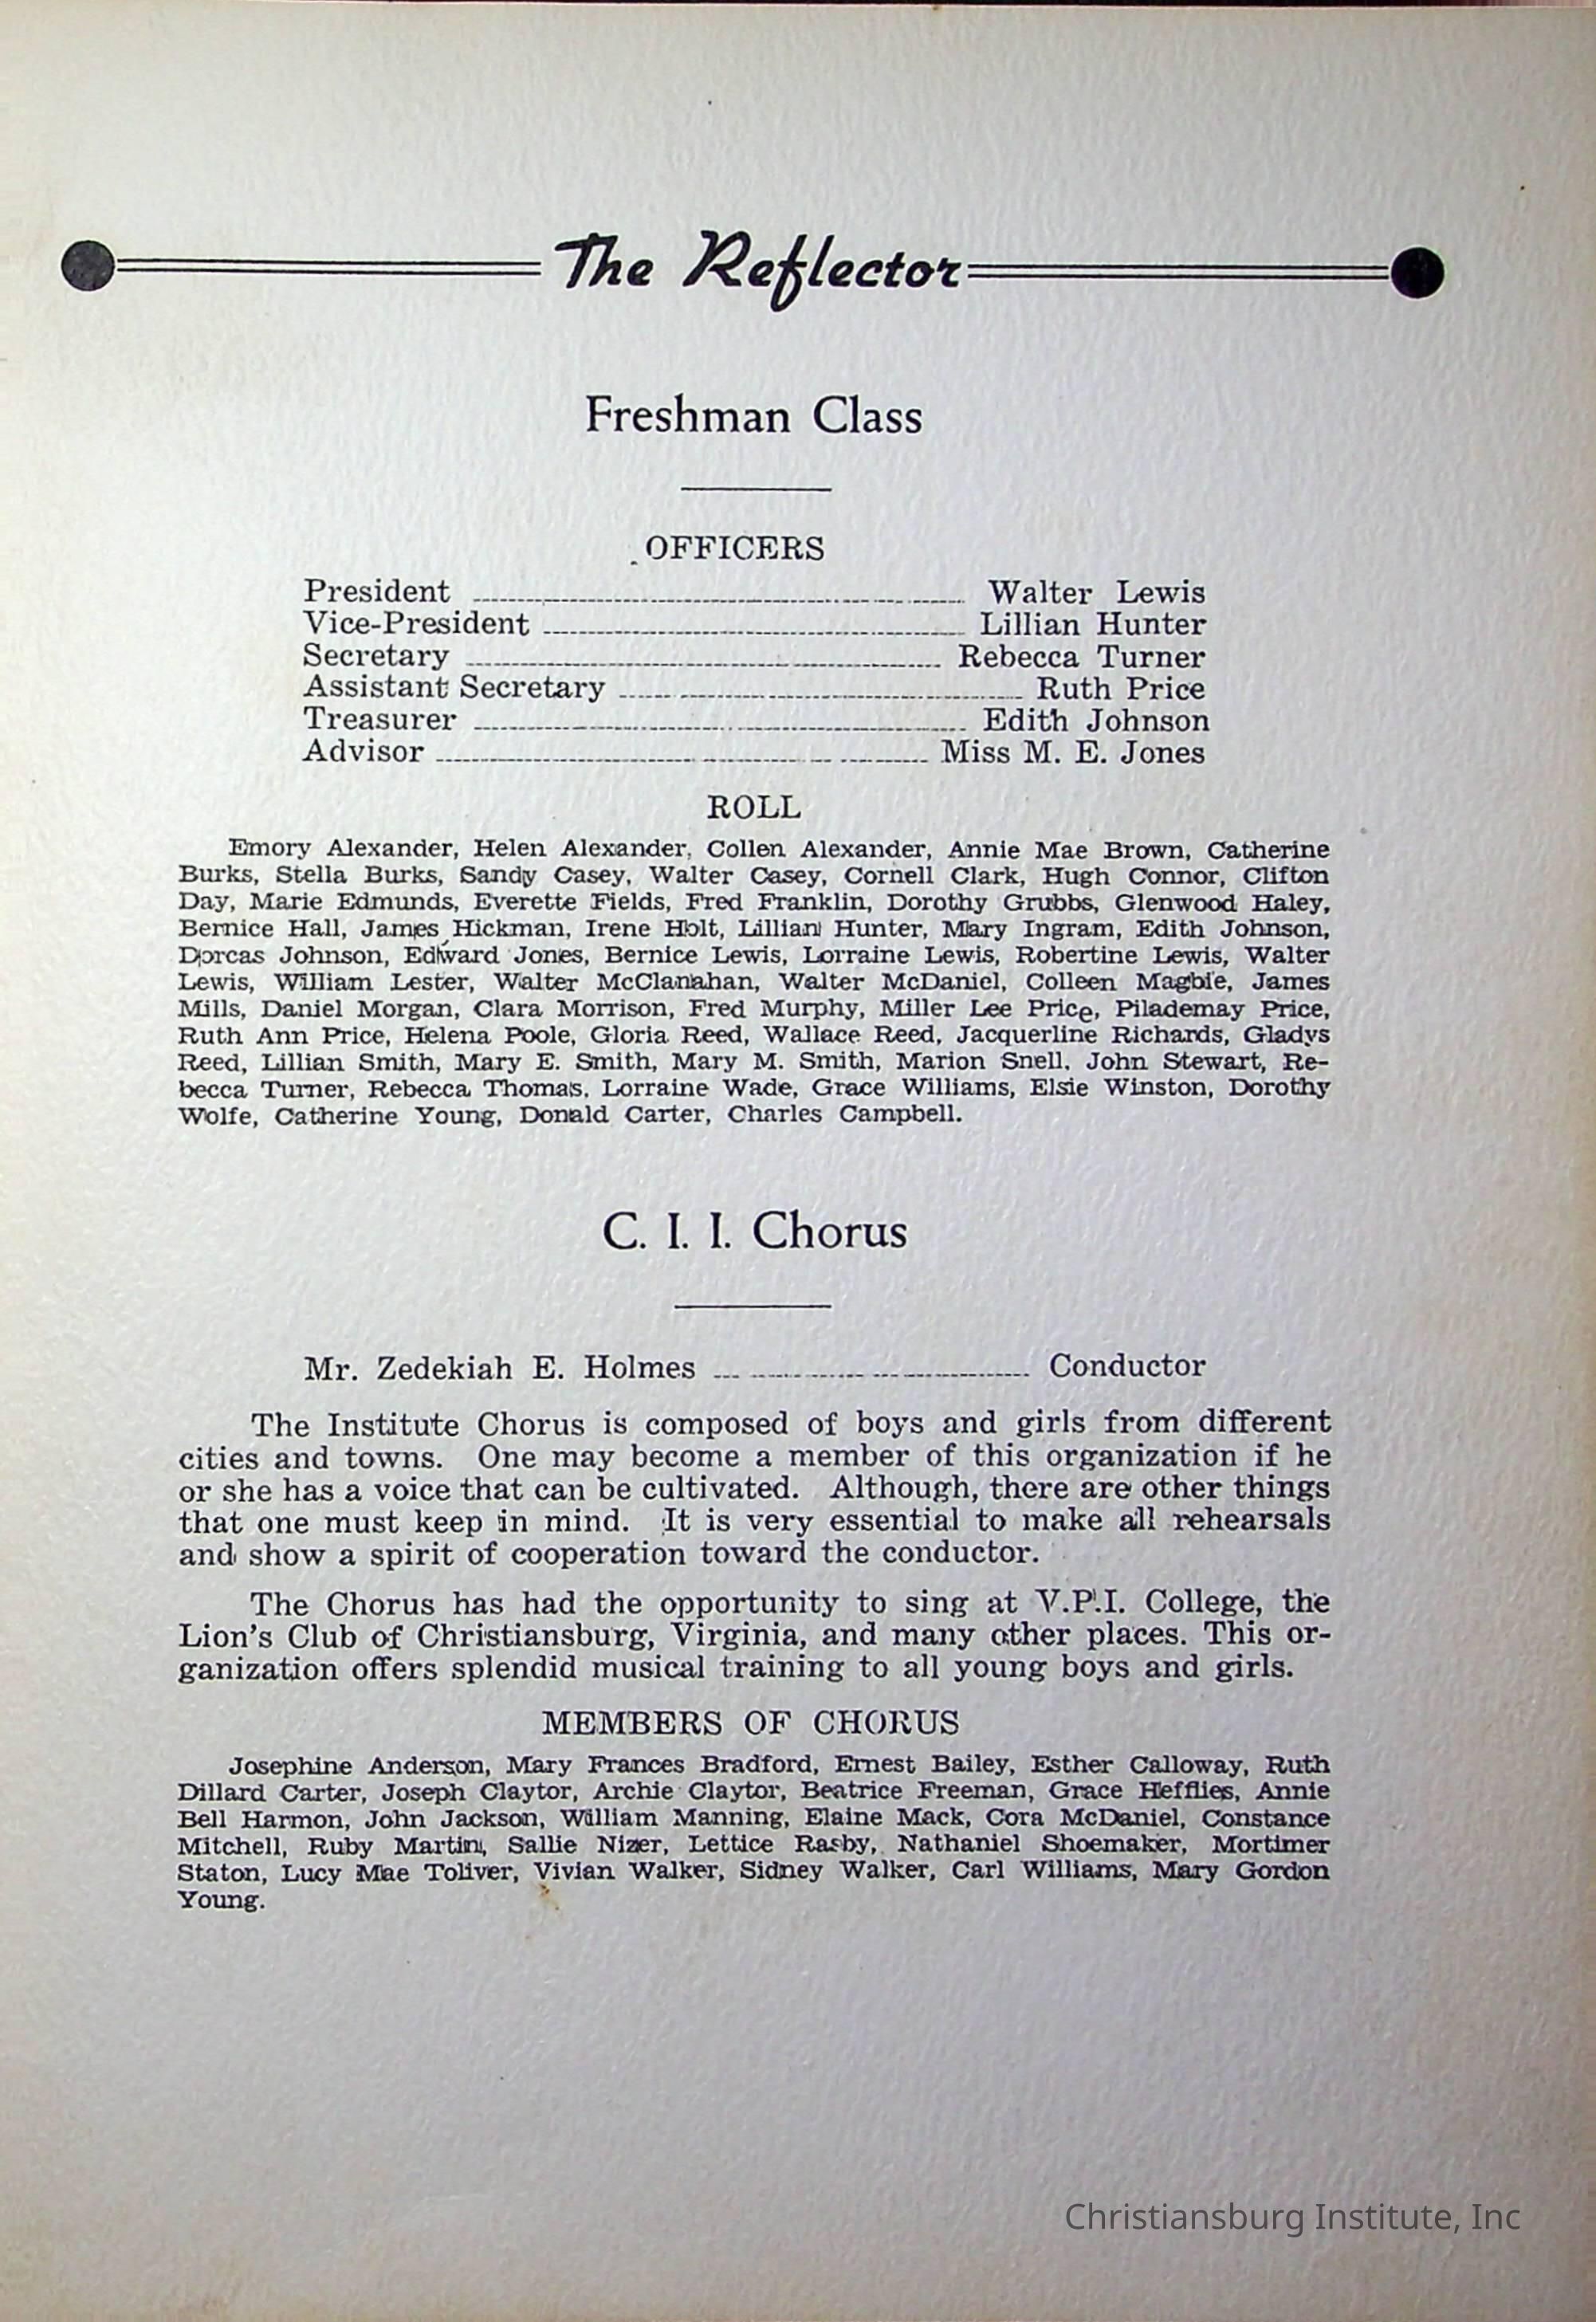 The Reflector
Freshman Class
OFFICERS
President Walter Lewis
Vice-President Lillian Hunter
Secretary Rebecca Turner
Assistant Secretary Ruth Price
Treasurer Edith Johnson
Advisor Miss M. E. Jones
ROLL
Emory Alexander, Helen Alexander, Collen Alexander, Annie Mae Brown, Catherine
Burks, Stella Burks, Sandy Casey, Walter Casey, Cornell Clark, Hugh Connor, Clifton
Day, Marie Edmunds, Everette Fields, Fred Franklin, Dorothy Grubbs, Glenwood Haley,
Bernice Hall, James Hickman, Irene Holt, Lillian Hunter, Mary Ingram, Edith Johnson,
Dorcas Johnson, Edward Jones, Bernice Lewis, Lorraine Lewis, Robertine Lewis, Walter
Lewis, William Lester, Walter McClanahan, Walter McDaniel, Colleen Magbie, James
Mills, Daniel Morgan, Clara Morrison, Fred Murphy, Miller Lee Price, Pilademay Price,
Ruth Ann Price, Helena Poole, Gloria Reed, Wallace Reed, Jacquerline Richards, Gladys
Reed, Lillian Smith, Mary E. Smith, Mary M. Smith, Marion Snell, John Stewart, Re-
becca Turner, Rebecca Thomas, Lorraine Wade, Grace Williams, Elsie Winston, Dorothy
Wolfe, Catherine Young, Donald Carter, Charles Campbell.
C. I. I. Chorus
Mr. Zedekiah E. Holmes Conductor
The Institute Chorus is composed of boys and girls from different
cities and towns. One may become a member of this organization if he
or she has a voice that can be cultivated. Although, there are other things
that one must keep in mind. It is very essential to make all rehearsals
and show a spirit of cooperation toward the conductor.
The Chorus has had the opportunity to sing at V.P.I. College, the
Lion's Club of Christiansburg, Virginia, and many other places. This or-
ganization offers splendid musical training to all young boys and girls.
MEMBERS OF CHORUS
Josephine Anderson, Mary Frances Bradford, Ernest Bailey, Esther Calloway, Ruth
Dillard Carter, Joseph Claytor, Archie Claytor, Beatrice Freeman, Grace Hefflies, Annie
Bell Harmon, John Jackson, William Manning, Elaine Mack, Cora McDaniel, Constance
Mitchell, Ruby Martin, Sallie Nizer, Lettice Rasby, Nathaniel Shoemaker, Mortimer
Staton, Lucy Mae Toliver, Vivian Walker, Sidney Walker, Carl Williams, Mary Gordon
Young.
Christiansburg Institute, Inc